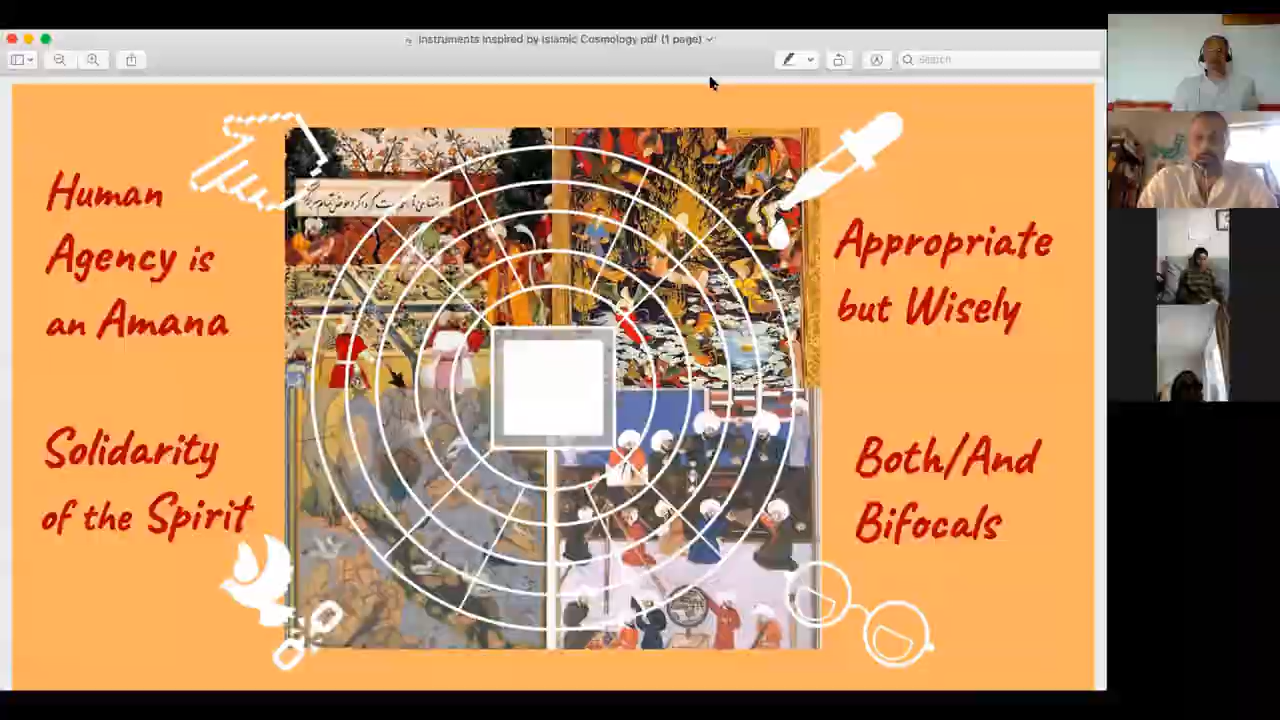 Instruments Inspired by Islamic Cosmology.pdf (1 page)
Search
Human
Agency is
an Amana
Appropriate
but Wisely
Solidarity
of the Spirit
Both/And
Bifocals